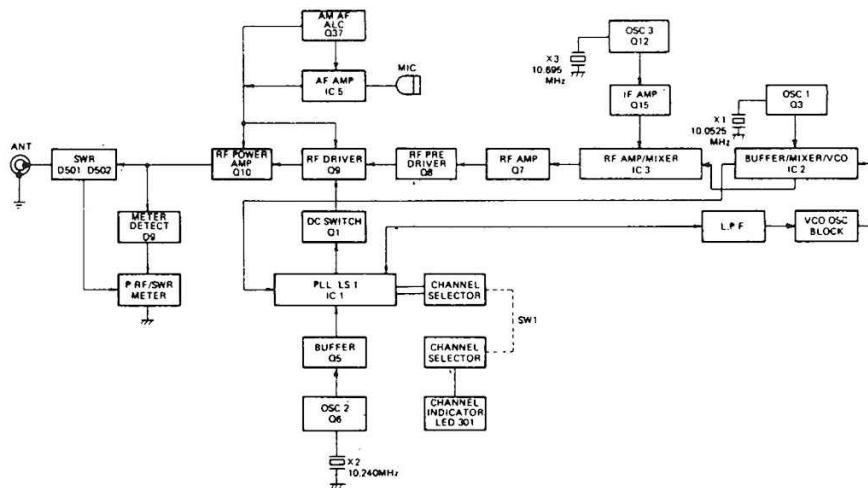 AM AF
ALC
Q37
MIC
AF AMP
IC 5
OSC 3
Q12
X3
10.695
MHz
IF AMP
Q15
OSC 1
Q3
X1
10.0525
MHz
ANT
SWR
D501 D502
RF POWER
AMP
Q10
RF DRIVER
Q9
RF PRE
DRIVER
Q8
RF AMP
Q7
RF AMP/MIXER
IC 3
BUFFER/MIXER/VCO
IC 2
METER
DETECT
D9
DC SWITCH
Q1
L.P.F
VCO OSC
BLOCK
P.RF/SWR
METER
PLL LSI
IC 1
CHANNEL
SELECTOR
SW1
BUFFER
Q5
CHANNEL
SELECTOR
OSC 2
Q6
CHANNEL
INDICATOR
LED 301
X2
10.240MHz